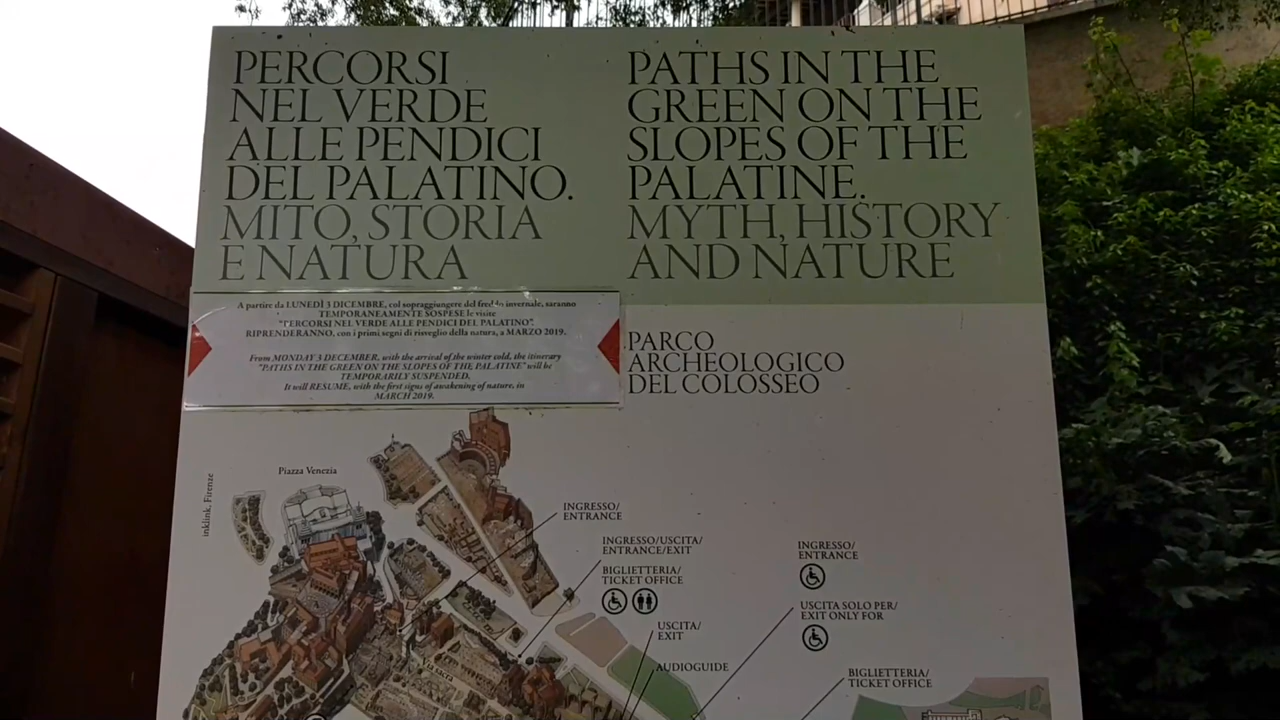 PERCORSI
NEL VERDE
ALLE PENDICI
DEL PALATINO.
MITO, STORIA
E NATURA
PATHS IN THE
GREEN ON THE
SLOPES OF THE
PALATINE.
MYTH, HISTORY
AND NATURE
A partire da LUNEDÌ 3 DICEMBRE, col sopraggiungere del freddo invernale, saranno
TEMPORANEAMENTE SOSPESE le visite
"PERCORSI NEL VERDE ALLE PENDICI DEL PALATINO".
RIPRENDERANNO, con i primi segni di risveglio della natura, a MARZO 2019.
From MONDAY 3 DECEMBER, with the arrival of the winter cold, the itinerary
"PATHS IN THE GREEN ON THE SLOPES OF THE PALATINE" will be
TEMPORARILY SUSPENDED.
It will RESUME, with the first signs of awakening of nature, in
MARCH 2019.
PARCO
ARCHEOLOGICO
DEL COLOSSEO
Piazza Venezia
inklink, Firenze
INGRESSO/
ENTRANCE
INGRESSO/USCITA/
ENTRANCE/EXIT
BIGLIETTERIA/
TICKET OFFICE
USCITA/
EXIT
AUDIOGUIDE
INGRESSO/
ENTRANCE
USCITA SOLO PER/
EXIT ONLY FOR
BIGLIETTERIA/
TICKET OFFICE
Via Sacra